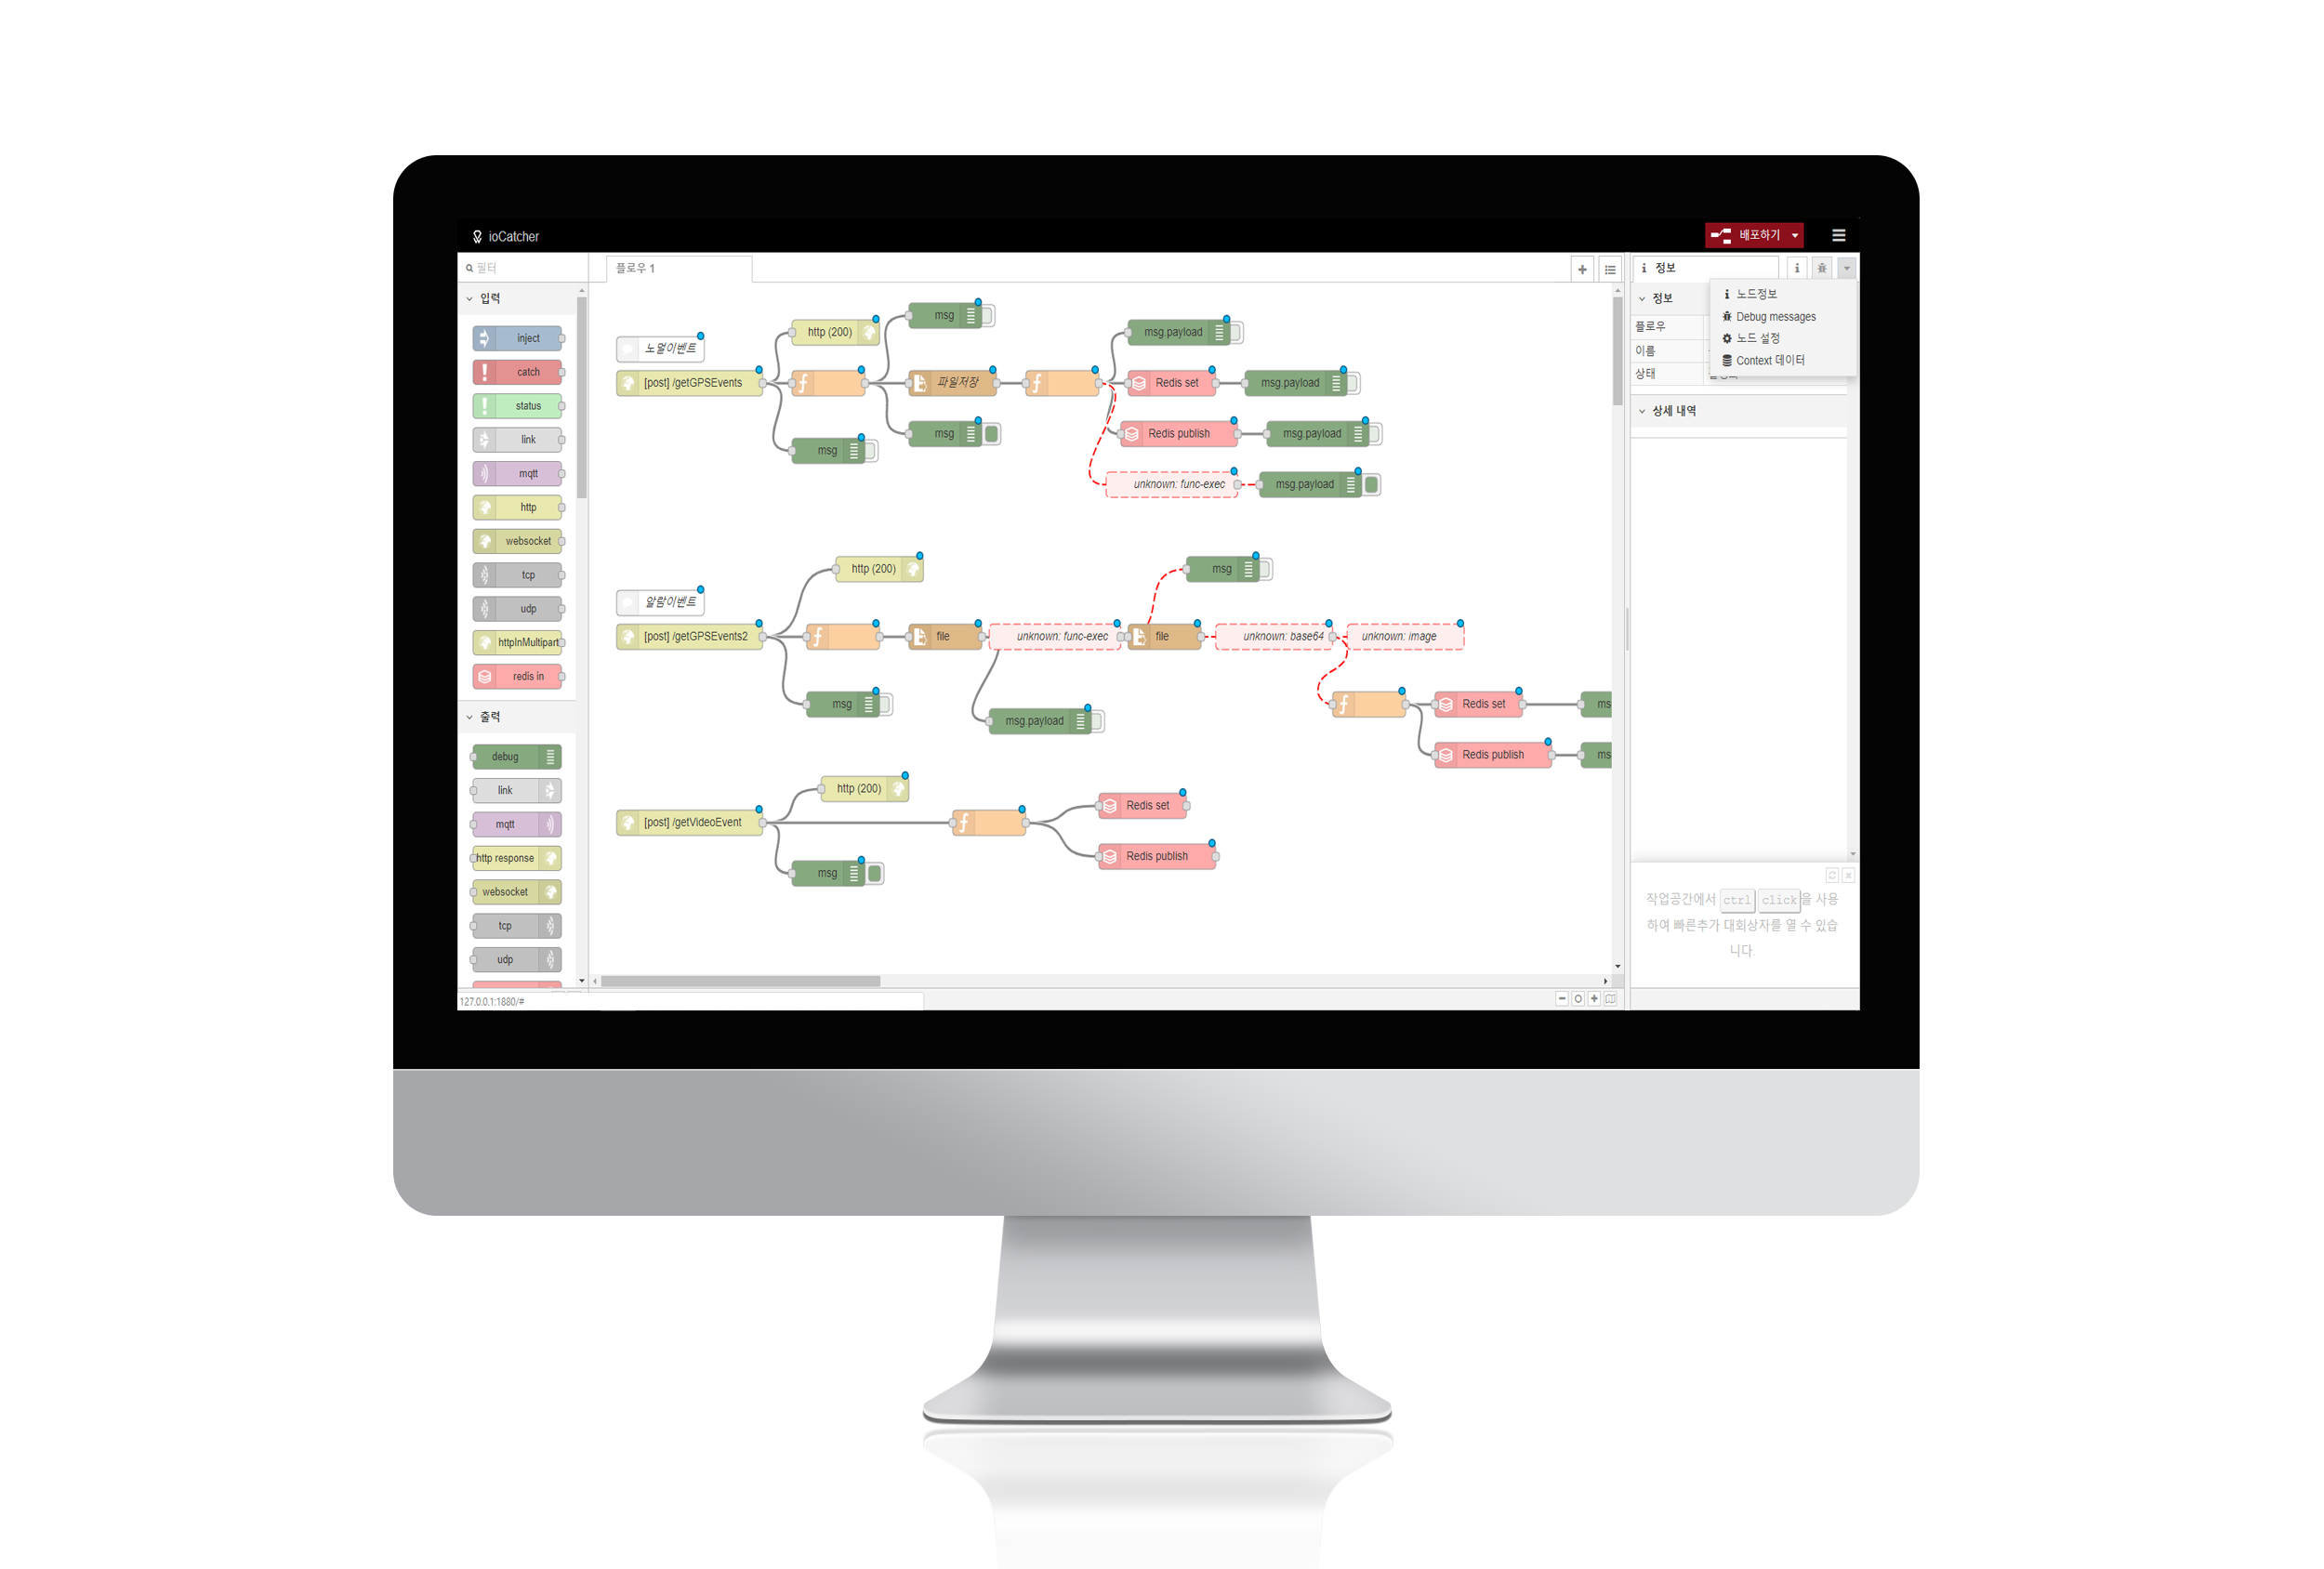 ioCatcher
배포하기
필터
플로우 1
정보
입력
inject
catch
status
link
mqtt
http
websocket
tcp
udp
httpInMultipart
redis in
출력
debug
link
mqtt
http response
websocket
tcp
udp
노멀이벤트
http (200)
msg
msg.payload
[post] /getGPSEvents
파일저장
Redis set
msg.payload
msg
msg
Redis publish
msg.payload
unknown: func-exec
msg.payload
http (200)
msg
알람이벤트
[post] /getGPSEvents2
file
unknown: func-exec
file
unknown: base64
unknown: image
msg
msg.payload
Redis set
ms
Redis publish
ms
http (200)
[post] /getVideoEvent
Redis set
Redis publish
msg
정보
노드정보
Debug messages
노드 설정
Context 데이터
플로우
이름
상태
상세 내역
작업공간에서 ctrl click을 사용
하여 빠른추가 대화상자를 열 수 있습
니다.
127.0.0.1:1880/#